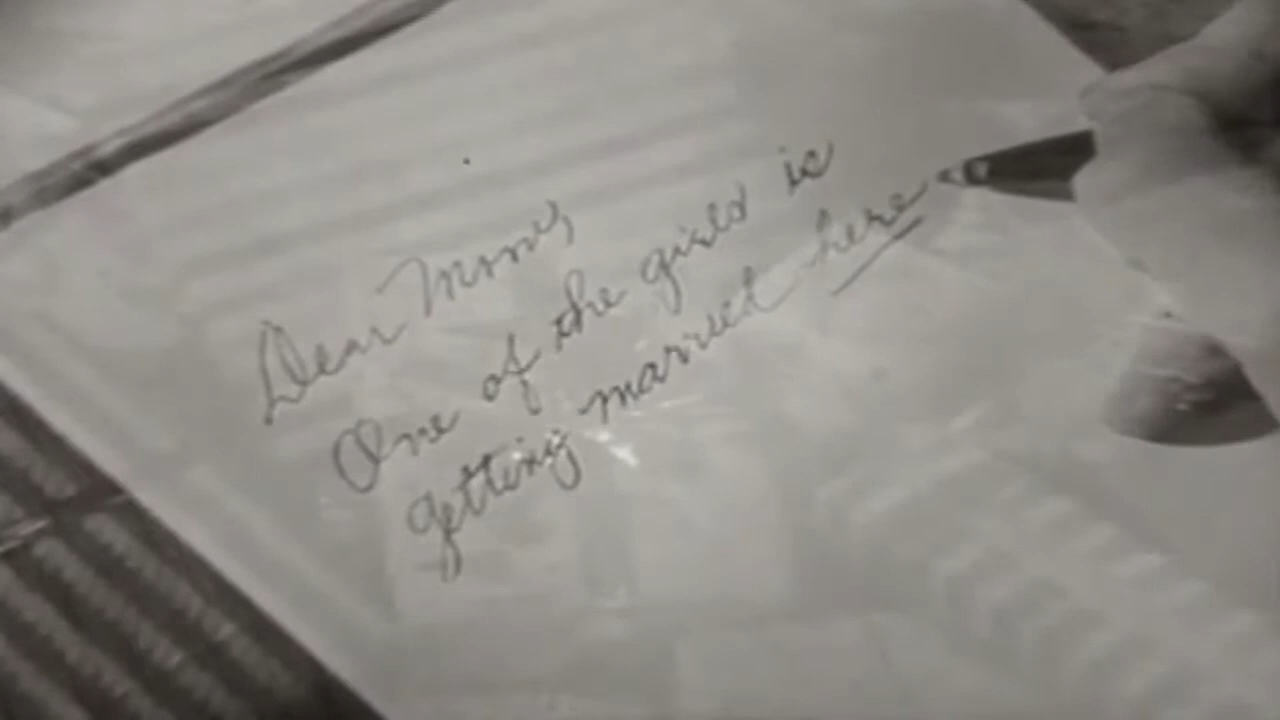 Dear Mom,
One of the girls is
getting married here